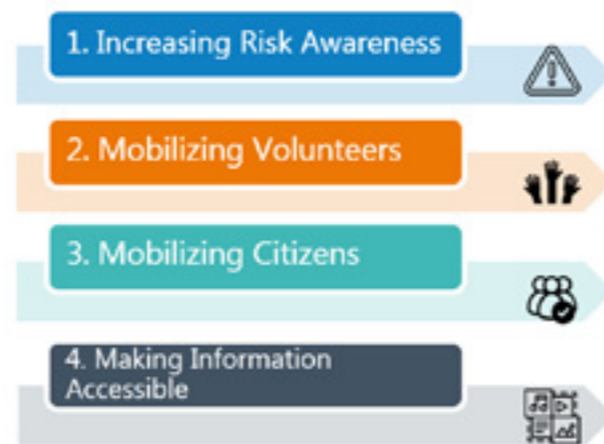 1. Increasing Risk Awareness
2. Mobilizing Volunteers
3. Mobilizing Citizens
4. Making Information
Accessible